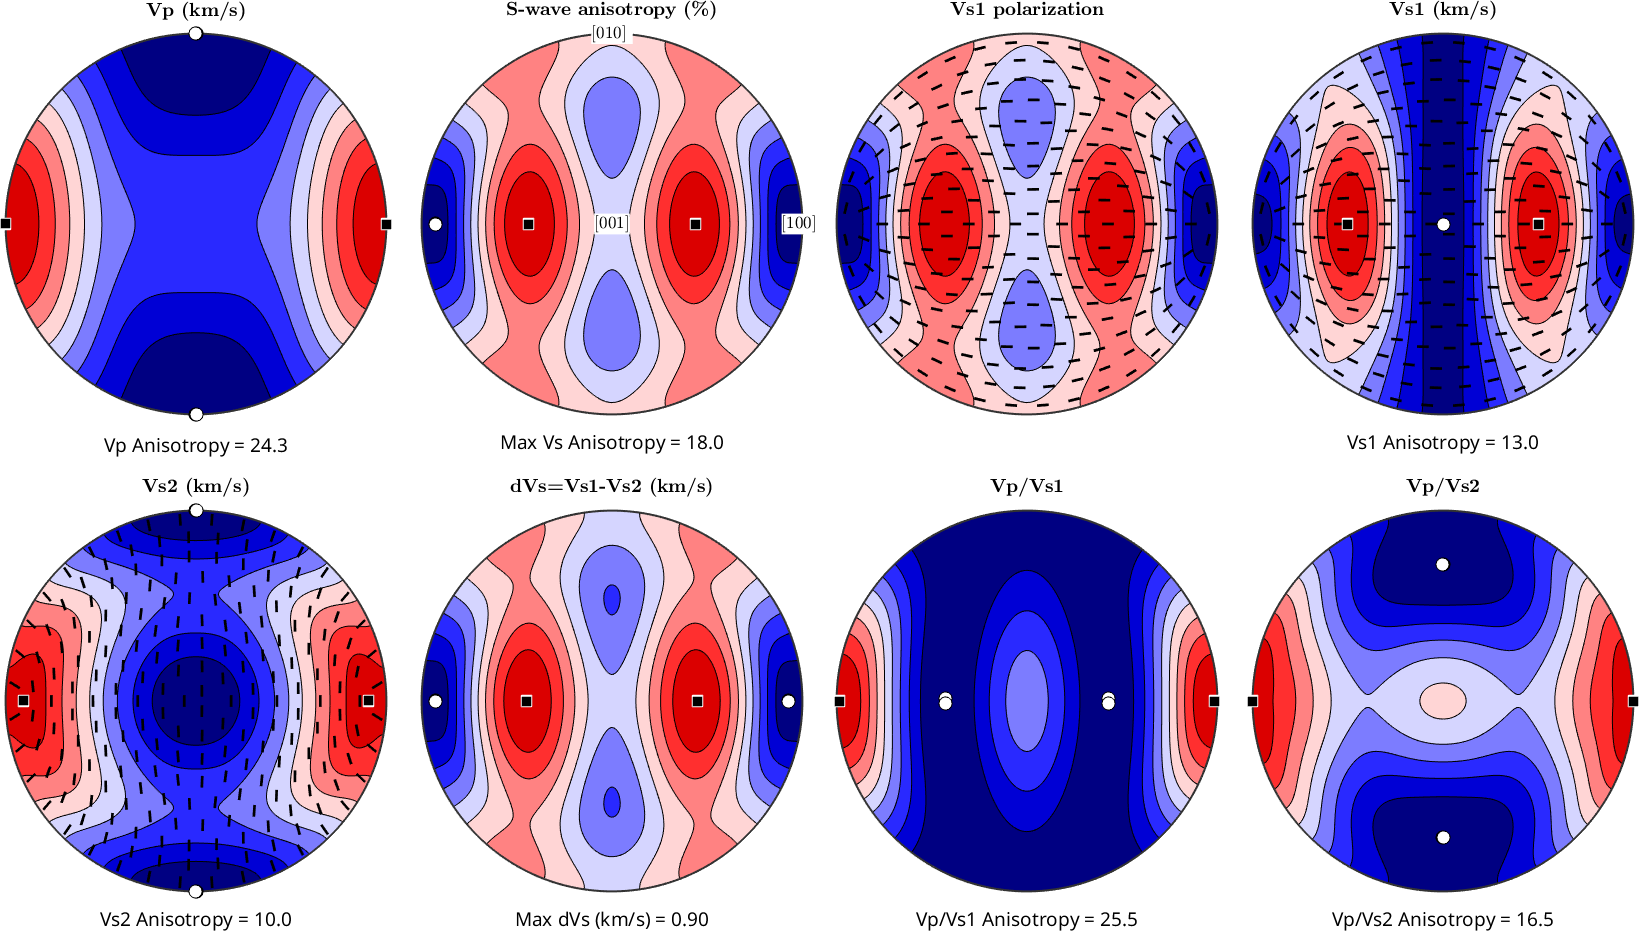 Vp (km/s)
S-wave anisotropy (%)
Vs1 polarization
Vs1 (km/s)
[010]
[001]
[100]
Vp Anisotropy = 24.3
Max Vs Anisotropy = 18.0
Vs1 Anisotropy = 13.0
Vs2 (km/s)
dVs=Vs1-Vs2 (km/s)
Vp/Vs1
Vp/Vs2
Vs2 Anisotropy = 10.0
Max dVs (km/s) = 0.90
Vp/Vs1 Anisotropy = 25.5
Vp/Vs2 Anisotropy = 16.5